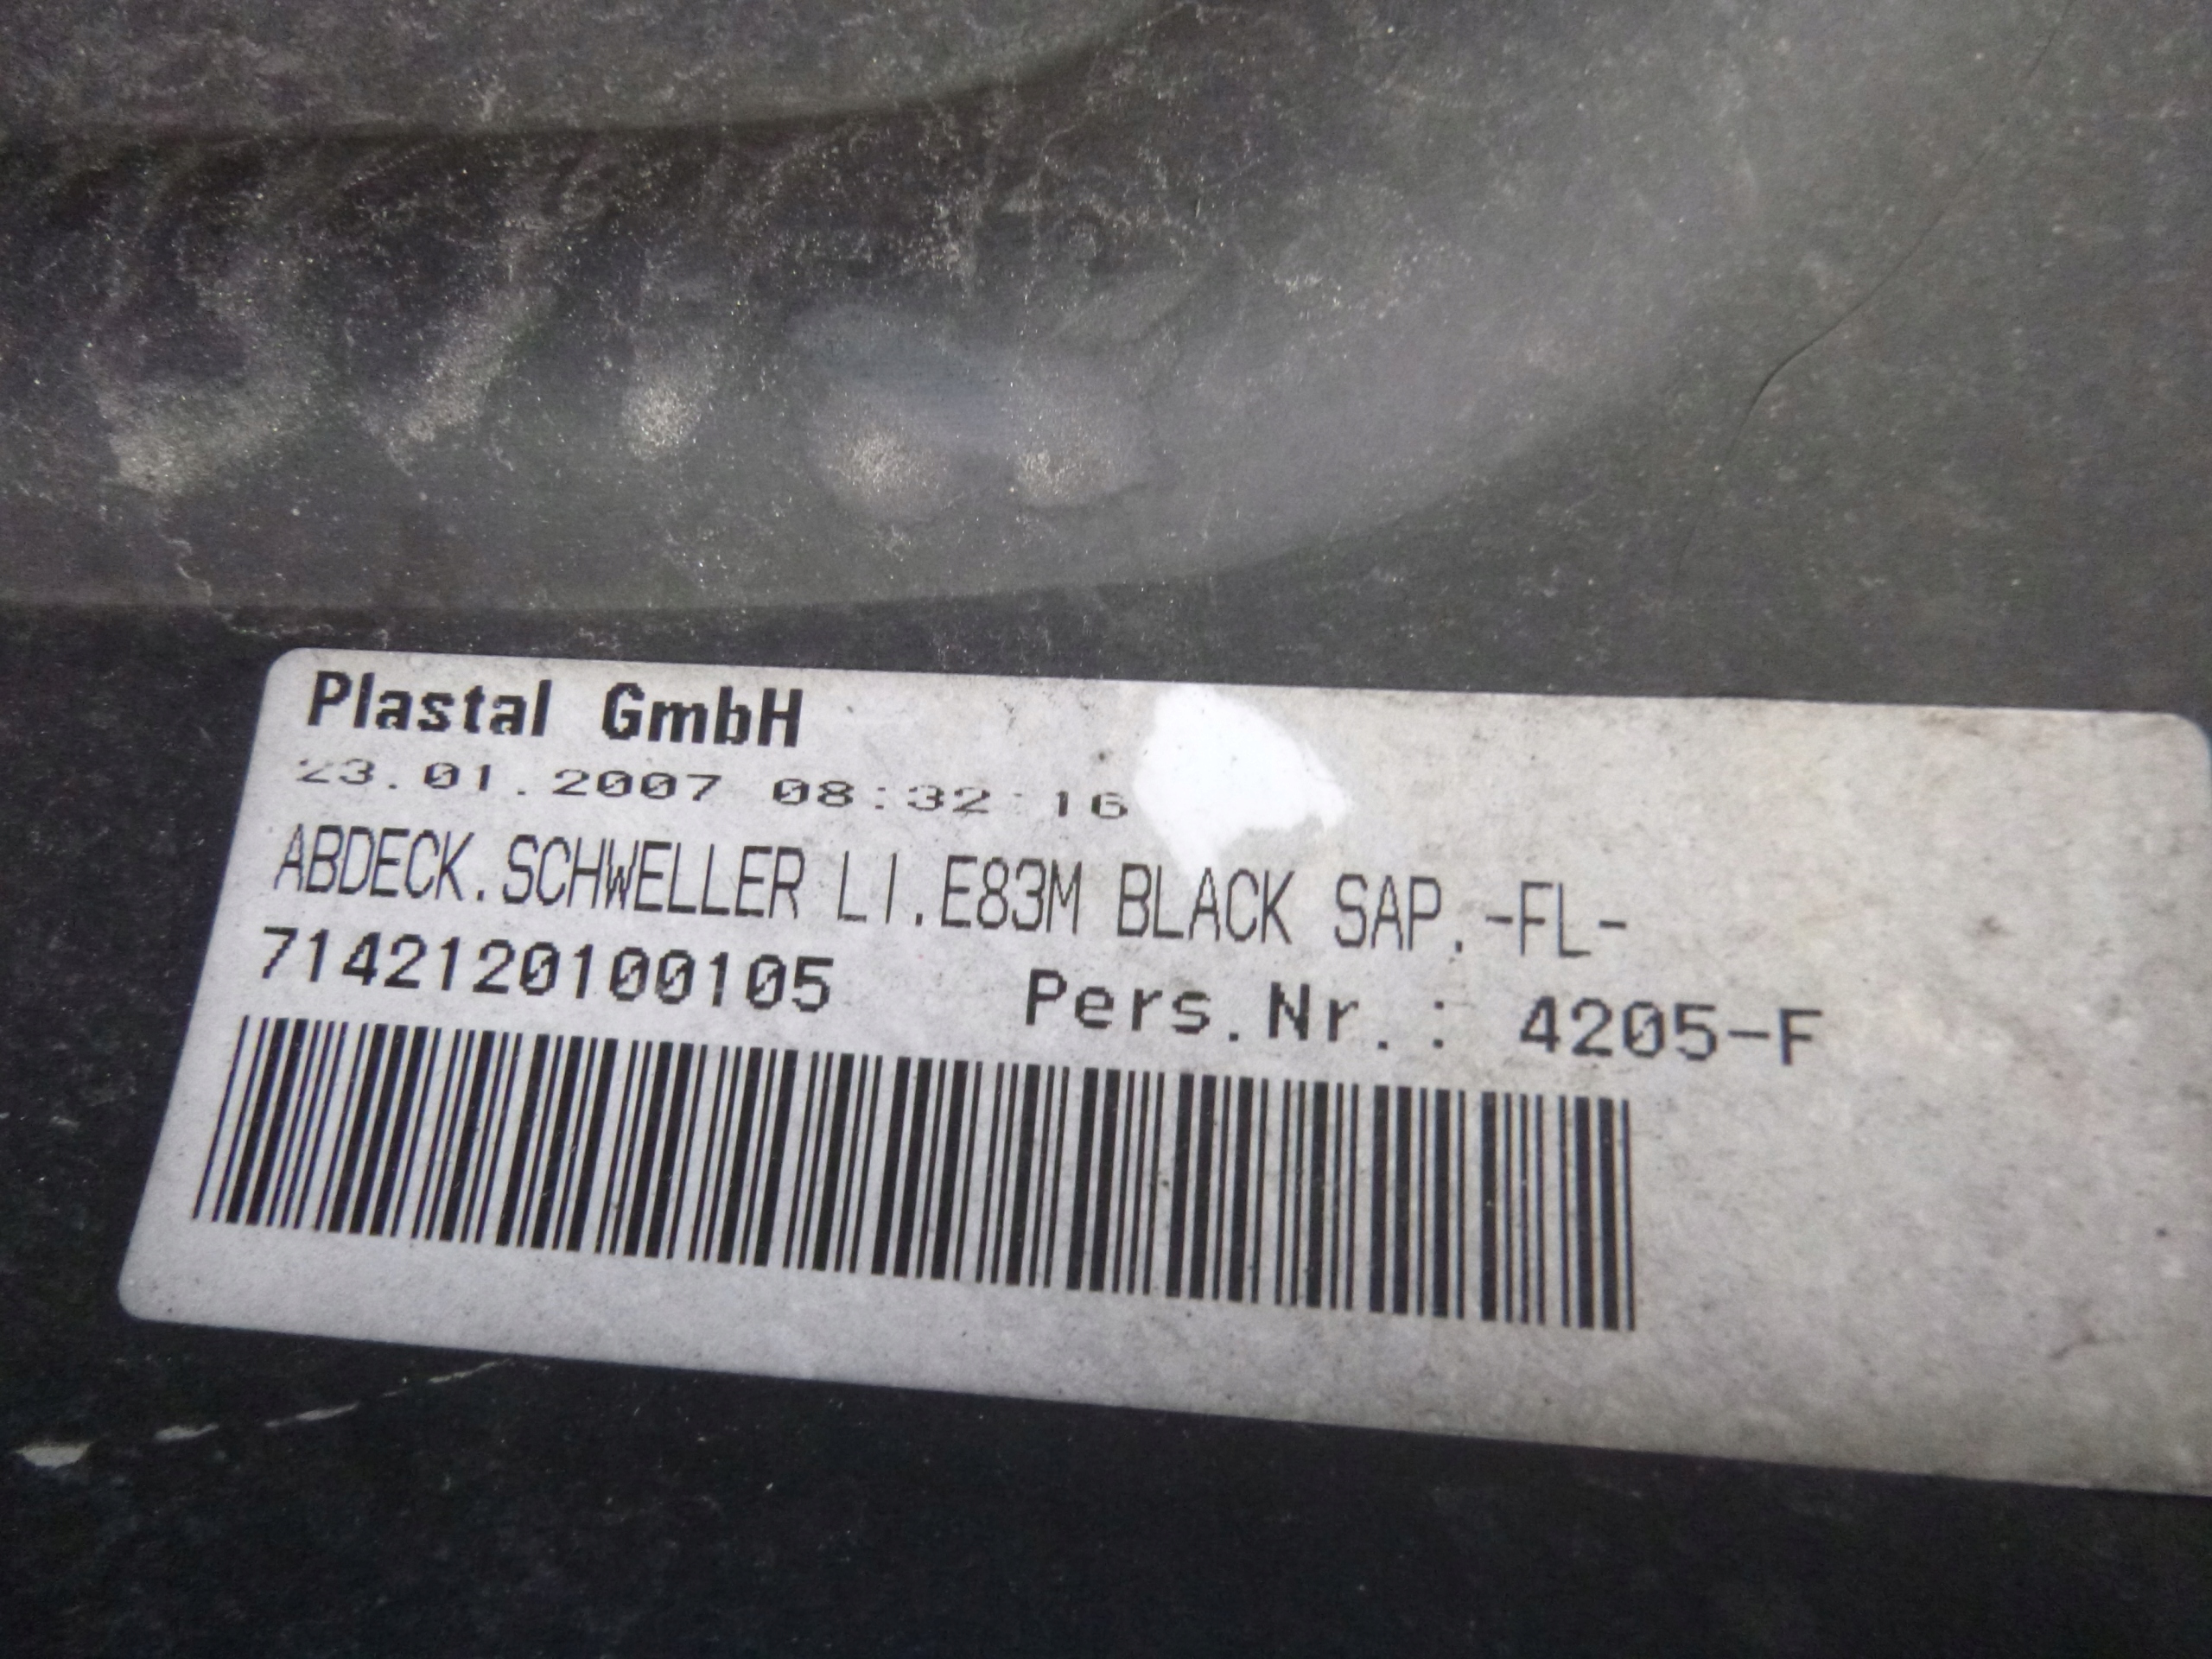 Plastal GmbH
23.01.2007 08:32:16
ABDECK.SCHWELLER LI.E83M BLACK SAP.-FL-
7142120100105 Pers.Nr.: 4205-F